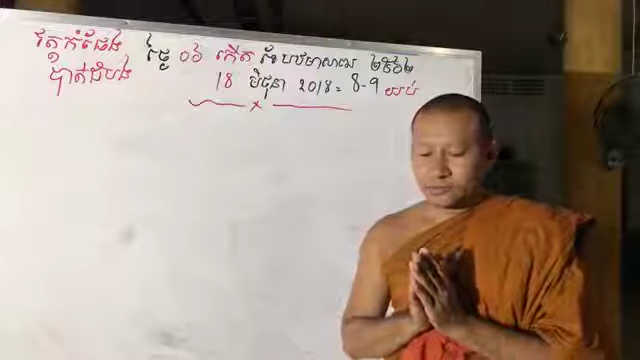 វត្តកំផែង ថ្ងៃ ០៦ កើត ខែ បឋមាសាឍ ២៥៦២
បាត់ដំបង 18 មិថុនា 2018 = 8-9 យប់